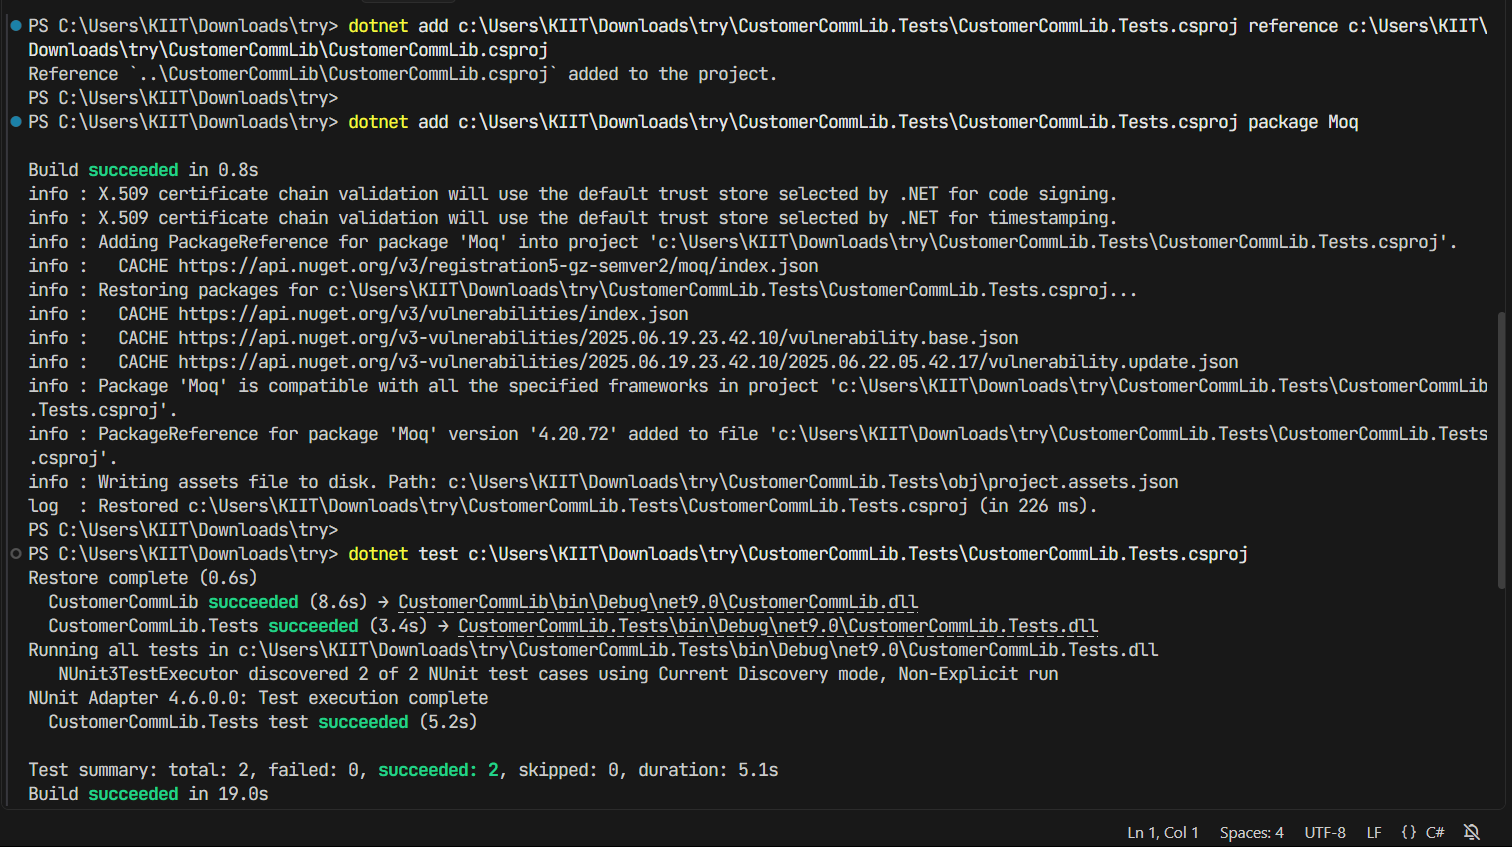 PS C:\Users\KIIT\Downloads\try> dotnet add c:\Users\KIIT\Downloads\try\CustomerCommLib.Tests\CustomerCommLib.Tests.csproj reference c:\Users\KIIT\
Downloads\try\CustomerCommLib\CustomerCommLib.csproj
Reference `..\CustomerCommLib\CustomerCommLib.csproj` added to the project.
PS C:\Users\KIIT\Downloads\try>
PS C:\Users\KIIT\Downloads\try> dotnet add c:\Users\KIIT\Downloads\try\CustomerCommLib.Tests\CustomerCommLib.Tests.csproj package Moq
Build succeeded in 0.8s
info : X.509 certificate chain validation will use the default trust store selected by .NET for code signing.
info : X.509 certificate chain validation will use the default trust store selected by .NET for timestamping.
info : Adding PackageReference for package 'Moq' into project 'c:\Users\KIIT\Downloads\try\CustomerCommLib.Tests\CustomerCommLib.Tests.csproj'.
info :   CACHE https://api.nuget.org/v3/registration5-gz-semver2/moq/index.json
info : Restoring packages for c:\Users\KIIT\Downloads\try\CustomerCommLib.Tests\CustomerCommLib.Tests.csproj...
info :   CACHE https://api.nuget.org/v3/vulnerabilities/index.json
info :   CACHE https://api.nuget.org/v3-vulnerabilities/2025.06.19.23.42.10/vulnerability.base.json
info :   CACHE https://api.nuget.org/v3-vulnerabilities/2025.06.19.23.42.10/2025.06.22.05.42.17/vulnerability.update.json
info : Package 'Moq' is compatible with all the specified frameworks in project 'c:\Users\KIIT\Downloads\try\CustomerCommLib.Tests\CustomerCommLib
.Tests.csproj'.
info : PackageReference for package 'Moq' version '4.20.72' added to file 'c:\Users\KIIT\Downloads\try\CustomerCommLib.Tests\CustomerCommLib.Tests
.csproj'.
info : Writing assets file to disk. Path: c:\Users\KIIT\Downloads\try\CustomerCommLib.Tests\obj\project.assets.json
log  : Restored c:\Users\KIIT\Downloads\try\CustomerCommLib.Tests\CustomerCommLib.Tests.csproj (in 226 ms).
PS C:\Users\KIIT\Downloads\try>
PS C:\Users\KIIT\Downloads\try> dotnet test c:\Users\KIIT\Downloads\try\CustomerCommLib.Tests\CustomerCommLib.Tests.csproj
Restore complete (0.6s)
  CustomerCommLib succeeded (8.6s) → CustomerCommLib\bin\Debug\net9.0\CustomerCommLib.dll
  CustomerCommLib.Tests succeeded (3.4s) → CustomerCommLib.Tests\bin\Debug\net9.0\CustomerCommLib.Tests.dll
Running all tests in c:\Users\KIIT\Downloads\try\CustomerCommLib.Tests\bin\Debug\net9.0\CustomerCommLib.Tests.dll
   NUnit3TestExecutor discovered 2 of 2 NUnit test cases using Current Discovery mode, Non-Explicit run
NUnit Adapter 4.6.0.0: Test execution complete
  CustomerCommLib.Tests test succeeded (5.2s)
Test summary: total: 2, failed: 0, succeeded: 2, skipped: 0, duration: 5.1s
Build succeeded in 19.0s
Ln 1, Col 1 Spaces: 4 UTF-8 LF {} C#